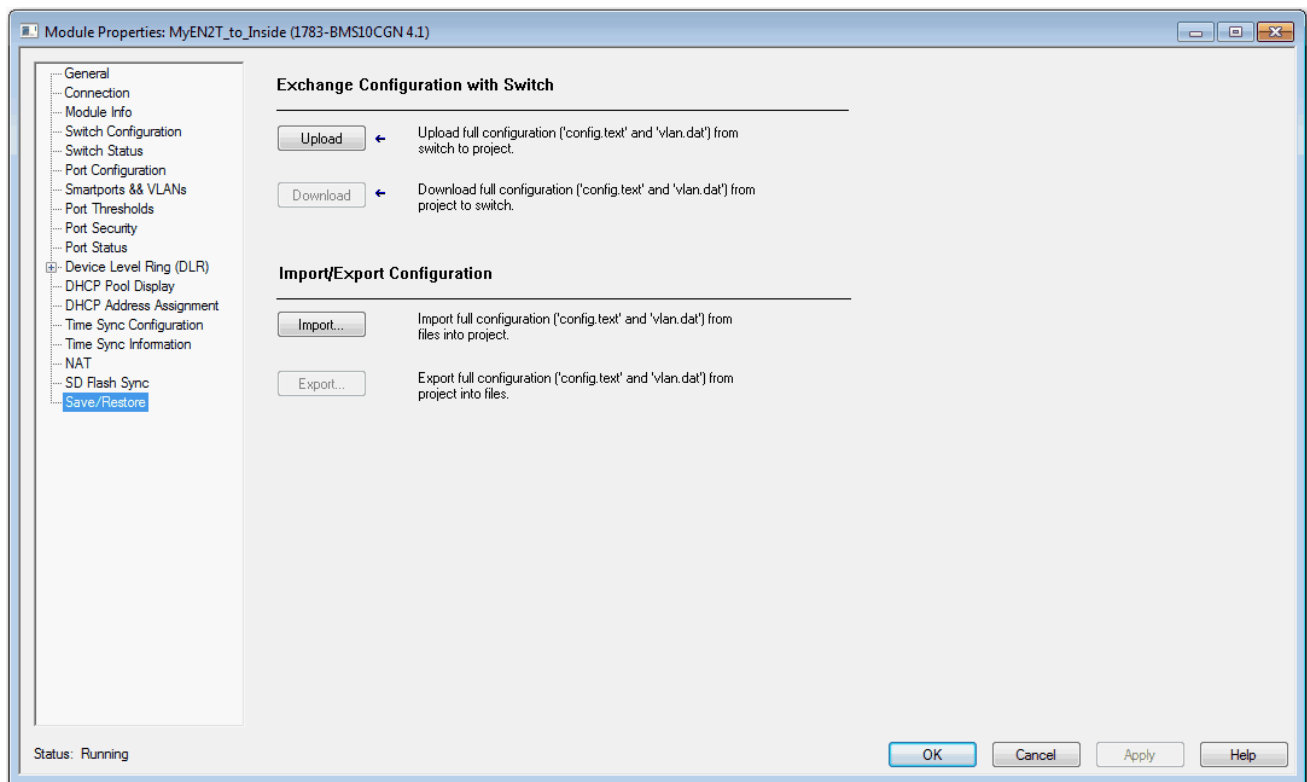 Module Properties: MyEN2T_to_Inside (1783-BMS10CGN 4.1)
General
Connection
Module Info
Switch Configuration
Switch Status
Port Configuration
Smartports && VLANs
Port Thresholds
Port Security
Port Status
Device Level Ring (DLR)
DHCP Pool Display
DHCP Address Assignment
Time Sync Configuration
Time Sync Information
NAT
SD Flash Sync
Save/Restore
Exchange Configuration with Switch
Upload
Upload full configuration ('config.text' and 'vlan.dat') from
switch to project.
Download
Download full configuration ('config.text' and 'vlan.dat') from
project to switch.
Import/Export Configuration
Import...
Import full configuration ('config.text' and 'vlan.dat') from
files into project.
Export...
Export full configuration ('config.text' and 'vlan.dat') from
project into files.
Status: Running
OK
Cancel
Apply
Help